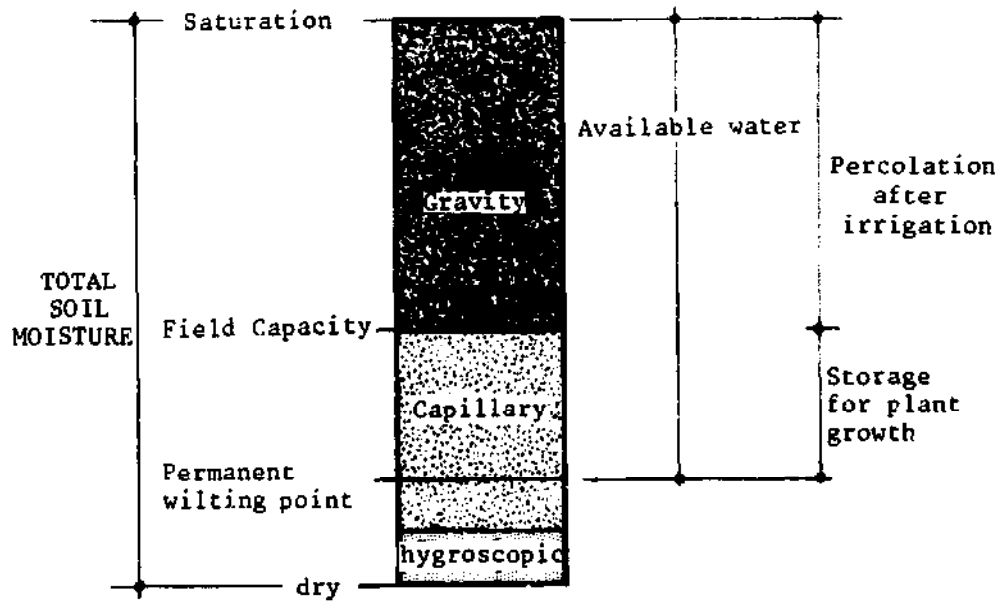 Saturation
Available water
Percolation
after
irrigation
Gravity
TOTAL
SOIL
MOISTURE
Field Capacity
Storage
for plant
growth
Capillary
Permanent
wilting point
hygroscopic
dry